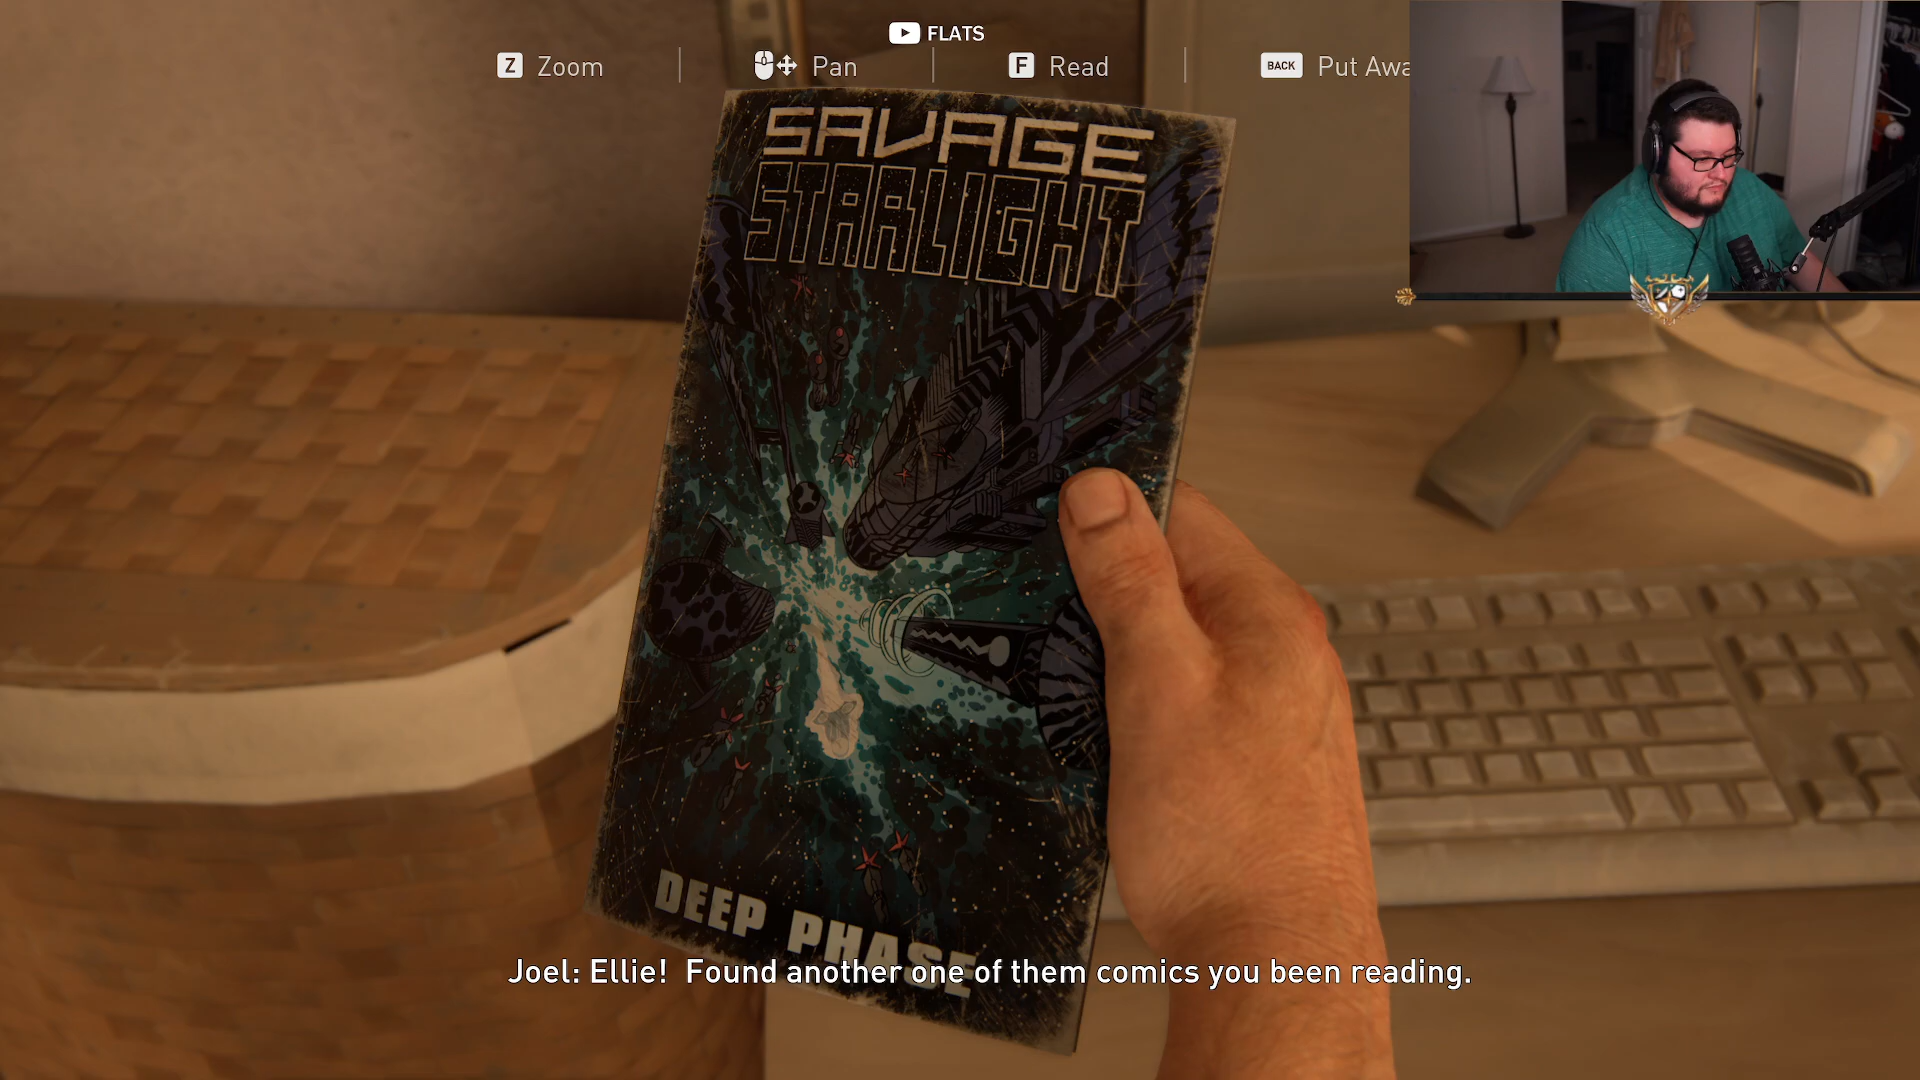 FLATS
Z Zoom
Pan
F Read
BACK Put Awa
SAVAGE
STARLIGHT
DEEP PHASE
Joel: Ellie! Found another one of them comics you been reading.